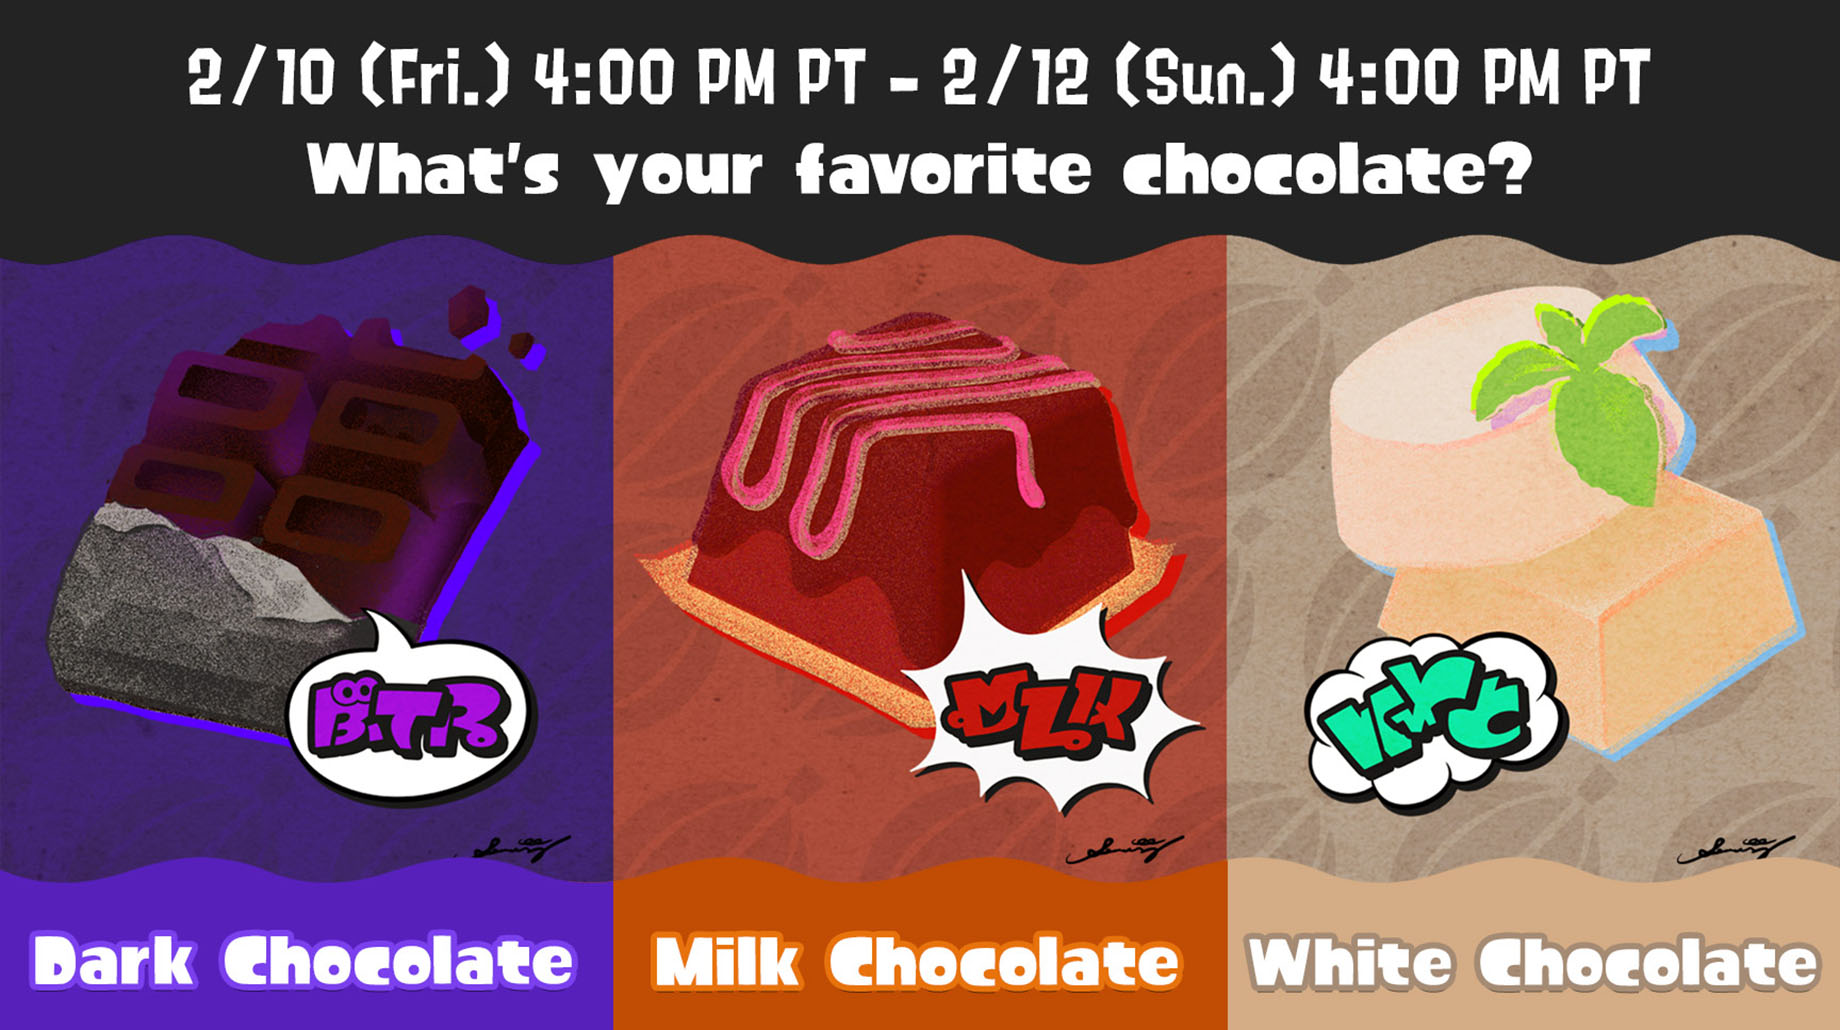 2/10 (Fri.) 4:00 PM PT - 2/12 (Sun.) 4:00 PM PT
What's your favorite chocolate?
Dark Chocolate
Milk Chocolate
White Chocolate